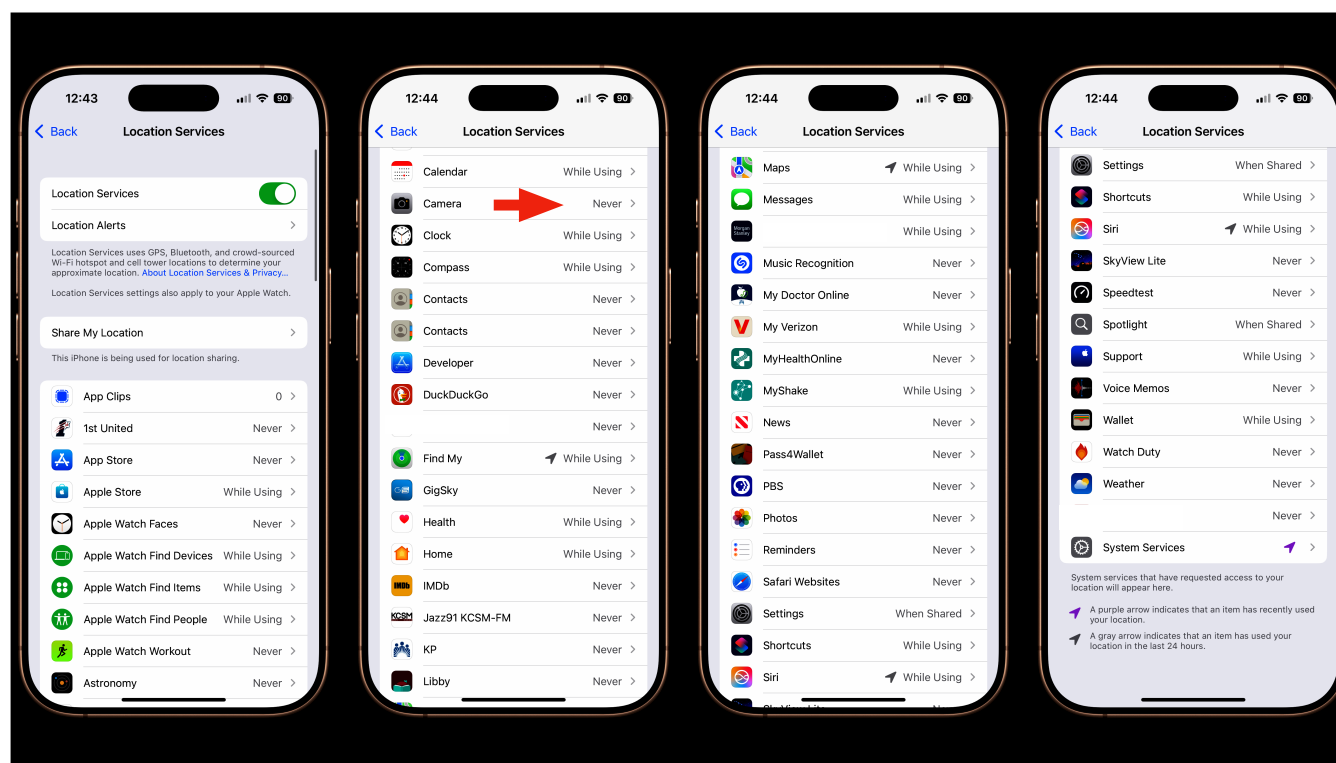 12:43
90
Back
Location Services
Location Services
Location Alerts
Location Services uses GPS, Bluetooth, and crowd-sourced
Wi-Fi hotspot and cell tower locations to determine your
approximate location. About Location Services & Privacy...
Location Services settings also apply to your Apple Watch.
Share My Location
This iPhone is being used for location sharing.
App Clips 0
1st United Never
App Store Never
Apple Store While Using
Apple Watch Faces Never
Apple Watch Find Devices While Using
Apple Watch Find Items While Using
Apple Watch Find People While Using
Apple Watch Workout Never
Astronomy Never
12:44
90
Back
Location Services
Calendar While Using
Camera Never
Clock While Using
Compass While Using
Contacts Never
Contacts Never
Developer Never
DuckDuckGo Never
Never
Find My While Using
GigSky Never
Health While Using
Home While Using
IMDb
IMDb Never
KCSM
Jazz91 KCSM-FM Never
KP Never
Libby Never
12:44
90
Back
Location Services
Maps While Using
Messages While Using
Morgan
Stanley
While Using
Music Recognition Never
My Doctor Online Never
My Verizon While Using
MyHealthOnline Never
MyShake While Using
News Never
Pass4Wallet Never
PBS Never
Photos Never
Reminders Never
Safari Websites Never
Settings When Shared
Shortcuts While Using
Siri While Using
12:44
90
Back
Location Services
Settings When Shared
Shortcuts While Using
Siri While Using
SkyView Lite Never
Speedtest Never
Spotlight When Shared
Support While Using
Voice Memos Never
Wallet While Using
Watch Duty Never
Weather Never
Never
System Services
System services that have requested access to your
location will appear here.
A purple arrow indicates that an item has recently used
your location.
A gray arrow indicates that an item has used your
location in the last 24 hours.